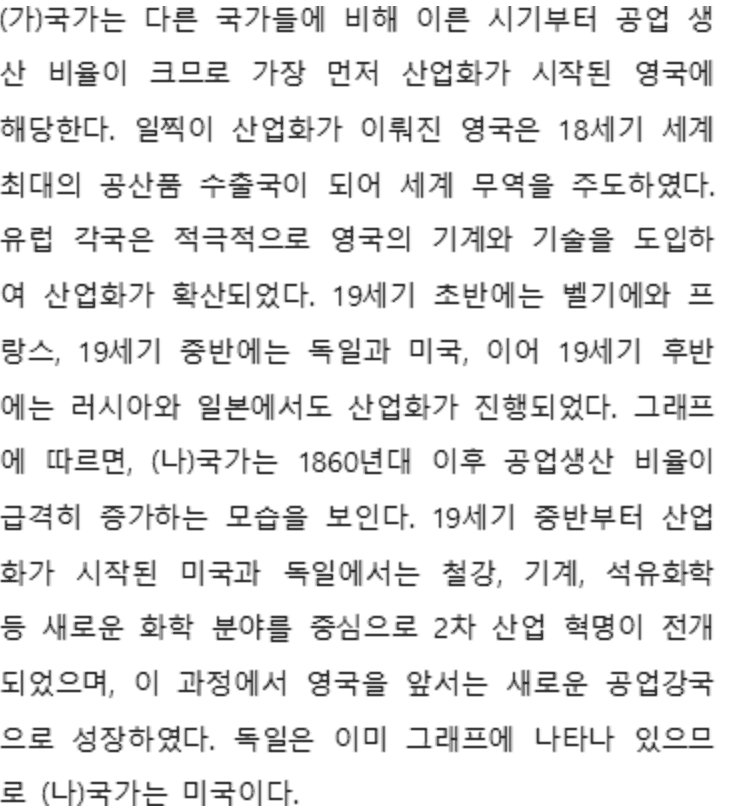 (가)국가는 다른 국가들에 비해 이른 시기부터 공업 생
산 비율이 크므로 가장 먼저 산업화가 시작된 영국에
해당한다. 일찍이 산업화가 이뤄진 영국은 18세기 세계
최대의 공산품 수출국이 되어 세계 무역을 주도하였다.
유럽 각국은 적극적으로 영국의 기계와 기술을 도입하
여 산업화가 확산되었다. 19세기 초반에는 벨기에와 프
랑스, 19세기 중반에는 독일과 미국, 이어 19세기 후반
에는 러시아와 일본에서도 산업화가 진행되었다. 그래프
에 따르면, (나)국가는 1860년대 이후 공업생산 비율이
급격히 증가하는 모습을 보인다. 19세기 중반부터 산업
화가 시작된 미국과 독일에서는 철강, 기계, 석유화학
등 새로운 화학 분야를 중심으로 2차 산업 혁명이 전개
되었으며, 이 과정에서 영국을 앞서는 새로운 공업강국
으로 성장하였다. 독일은 이미 그래프에 나타나 있으므
로 (나)국가는 미국이다.